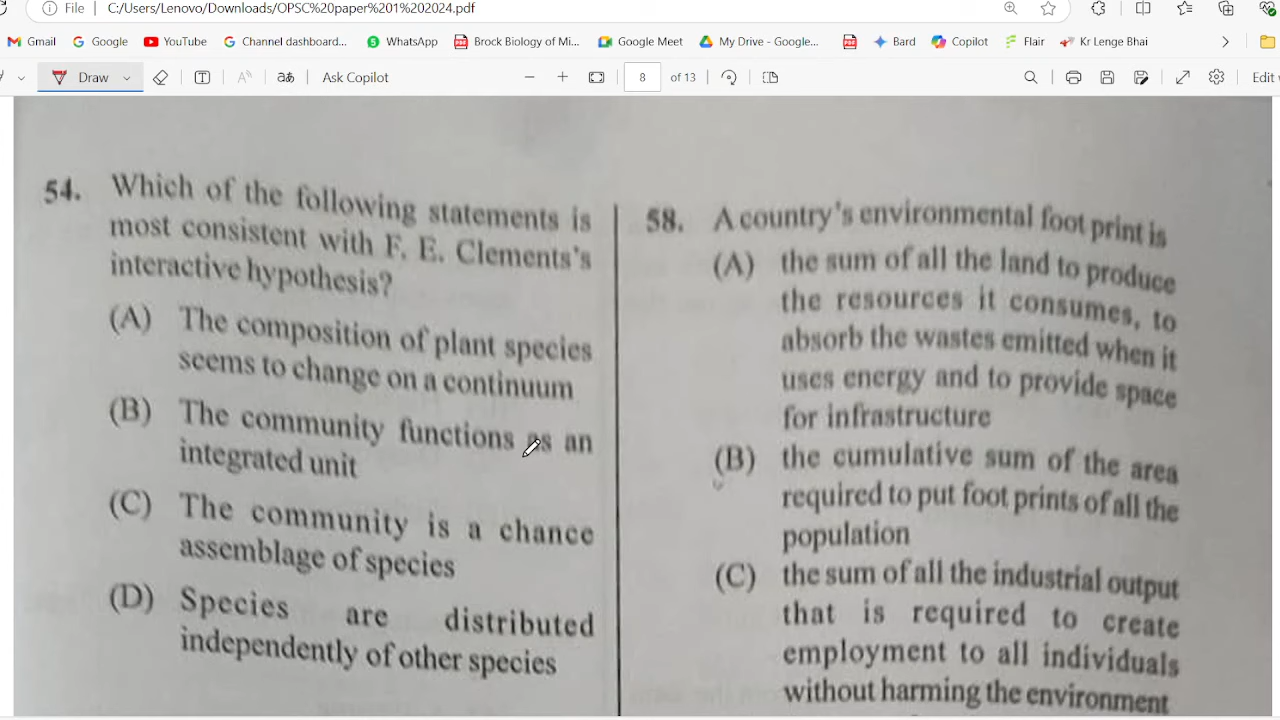 File C:/Users/Lenovo/Downloads/OPSC%20paper%201%202024.pdf
Gmail Google YouTube Channel dashboard... WhatsApp Brock Biology of Mi... Google Meet My Drive - Google... Bard Copilot Flair Kr Lenge Bhai
Draw Ask Copilot 8 of 13 Edit
54. Which of the following statements is
most consistent with F. E. Clements's
interactive hypothesis?
(A) The composition of plant species
seems to change on a continuum
(B) The community functions as an
integrated unit
(C) The community is a chance
assemblage of species
(D) Species are distributed
independently of other species
58. A country's environmental foot print is
(A) the sum of all the land to produce
the resources it consumes, to
absorb the wastes emitted when it
uses energy and to provide space
for infrastructure
(B) the cumulative sum of the area
required to put foot prints of all the
population
(C) the sum of all the industrial output
that is required to create
employment to all individuals
without harming the environment